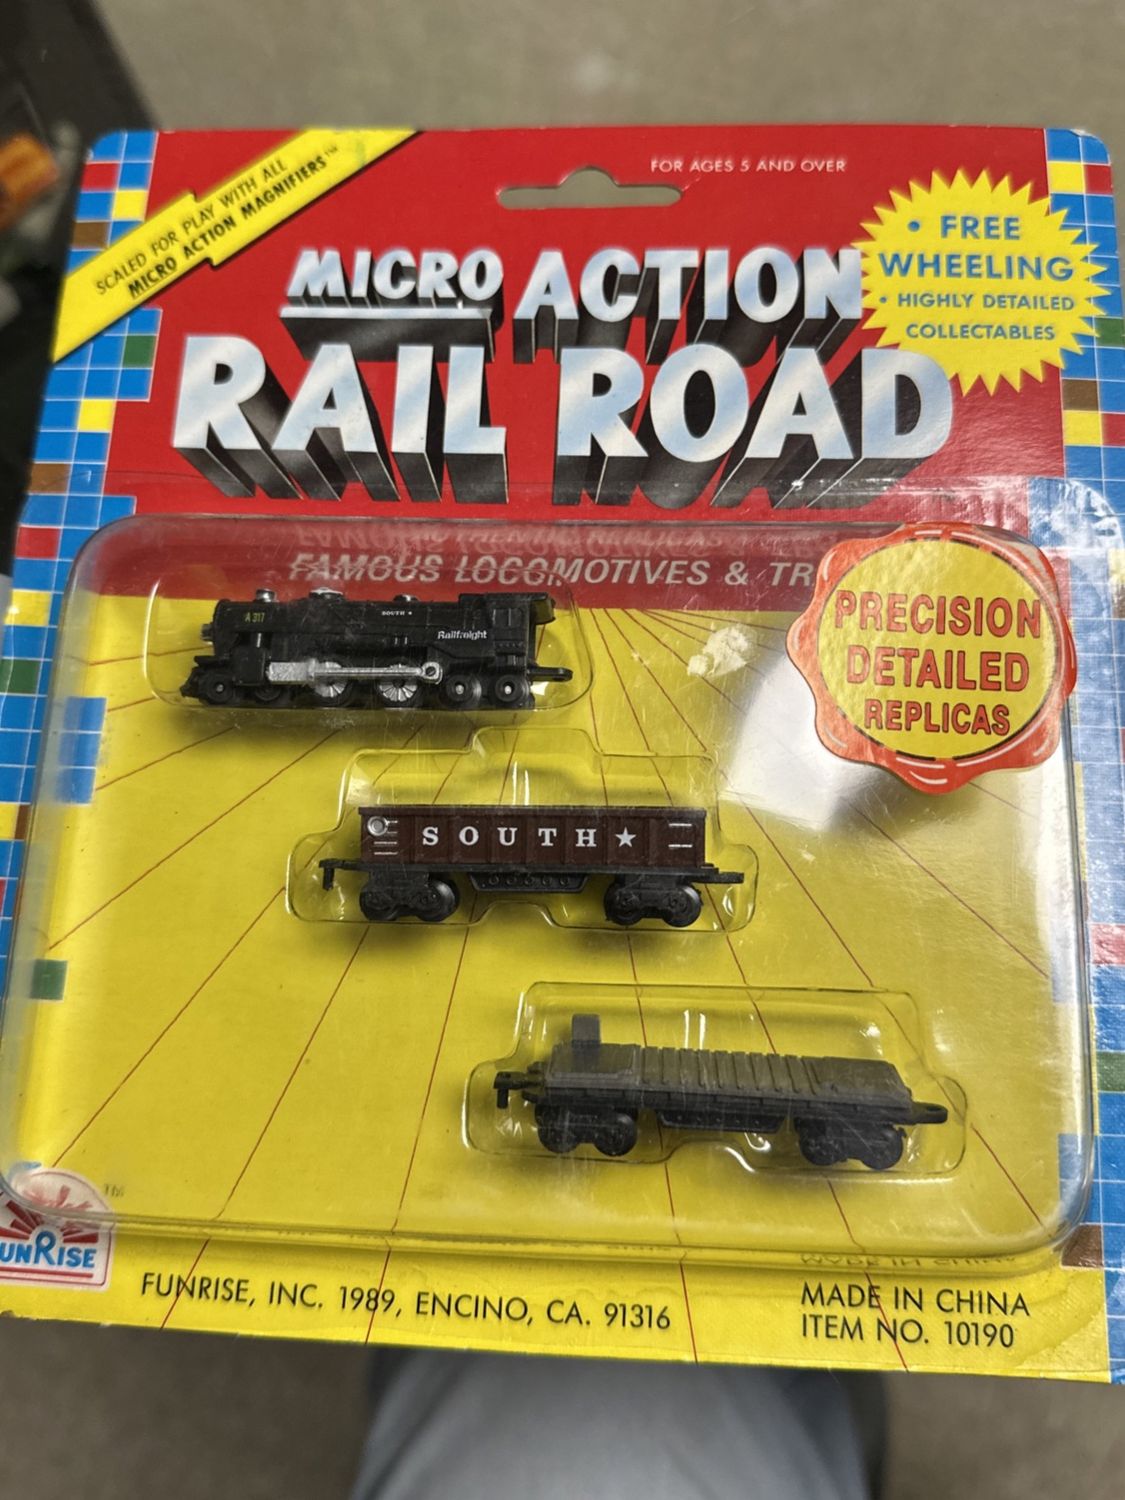 SCALED FOR PLAY WITH ALL
MICRO ACTION MAGNIFIERS™
FOR AGES 5 AND OVER
MICRO ACTION
RAIL ROAD
• FREE
WHEELING
• HIGHLY DETAILED
COLLECTABLES
FAMOUS LOCOMOTIVES & TR
PRECISION
DETAILED
REPLICAS
A 317
SOUTH
Railfreight
SOUTH★
TM
FUNRISE
FUNRISE, INC. 1989, ENCINO, CA. 91316
MADE IN CHINA
ITEM NO. 10190